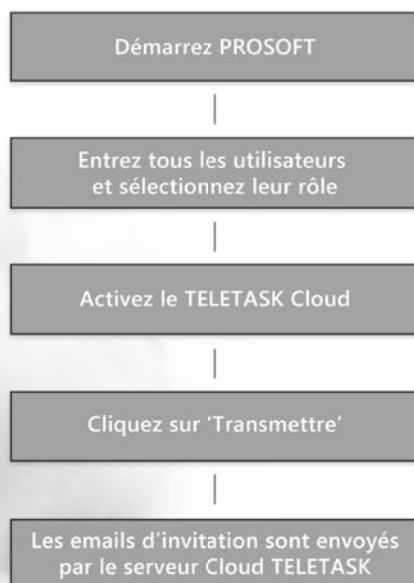 Démarrez PROSOFT
Entrez tous les utilisateurs
et sélectionnez leur rôle
Activez le TELETASK Cloud
Cliquez sur ‘Transmettre’
Les emails d’invitation sont envoyés
par le serveur Cloud TELETASK